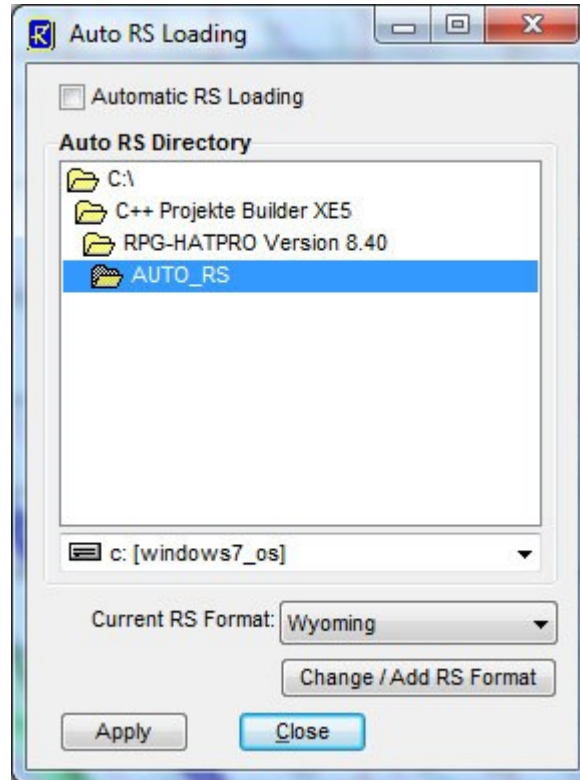 Auto RS Loading
Automatic RS Loading
Auto RS Directory
C:\
C++ Projekte Builder XE5
RPG-HATPRO Version 8.40
AUTO_RS
c: [windows7_os]
Current RS Format: Wyoming
Change / Add RS Format
Apply Close